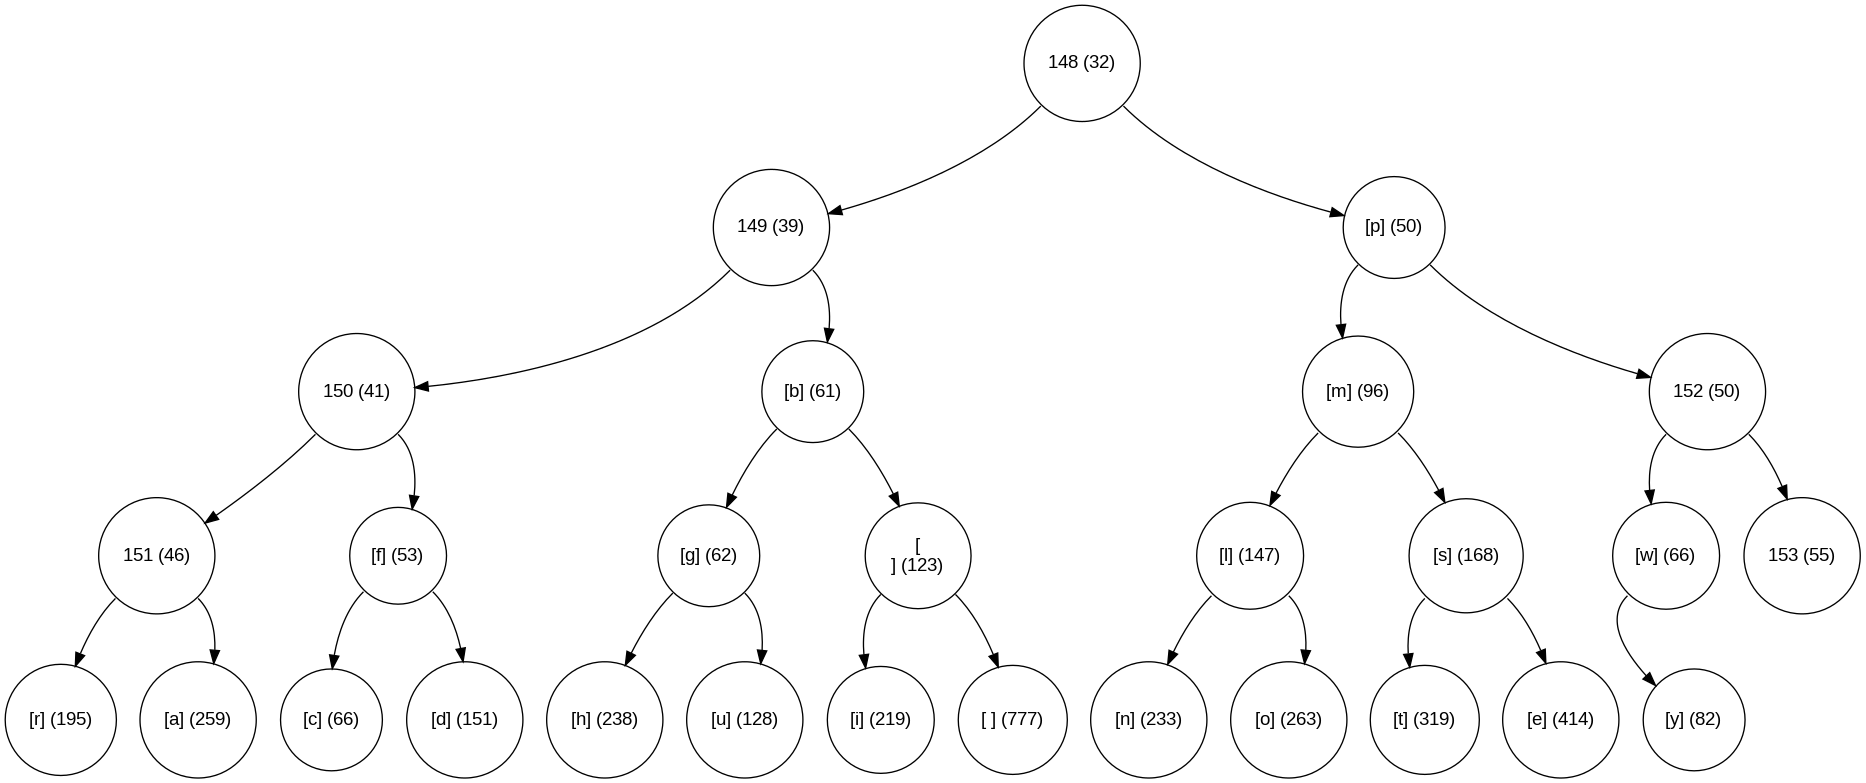 148 (32)
149 (39)
[p] (50)
150 (41)
[b] (61)
[m] (96)
152 (50)
151 (46)
[f] (53)
[g] (62)
[
] (123)
[l] (147)
[s] (168)
[w] (66)
153 (55)
[r] (195)
[a] (259)
[c] (66)
[d] (151)
[h] (238)
[u] (128)
[i] (219)
[ ] (777)
[n] (233)
[o] (263)
[t] (319)
[e] (414)
[y] (82)